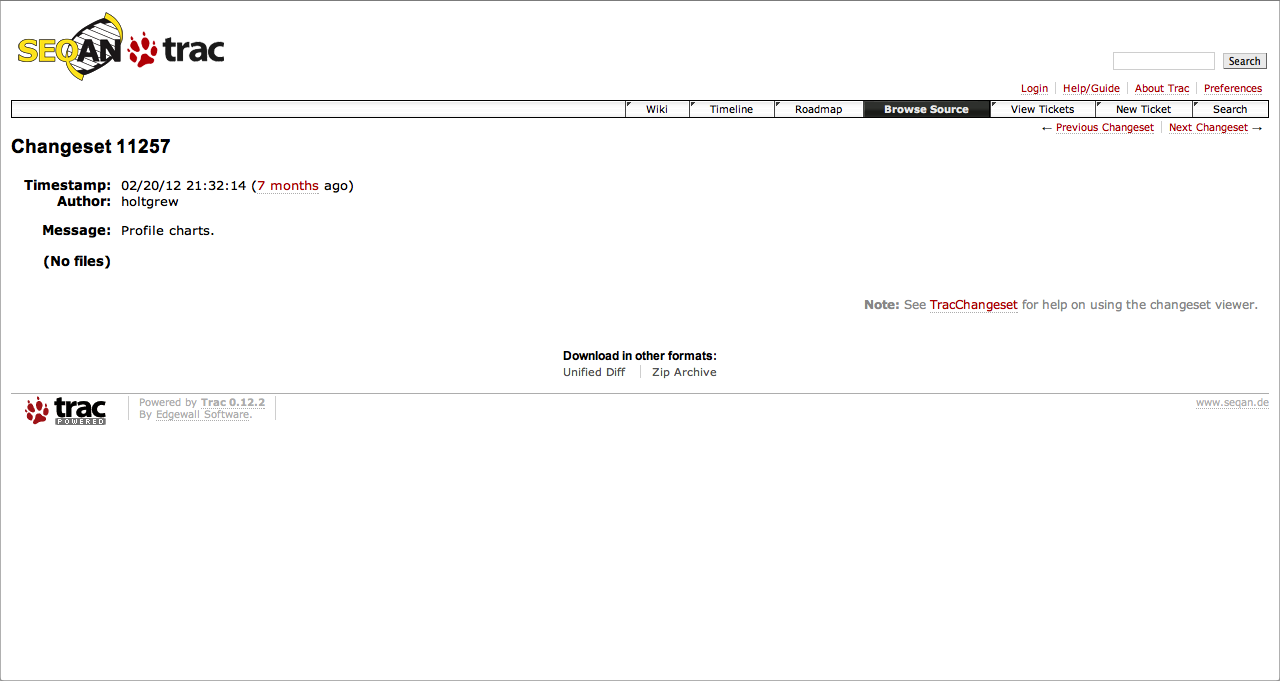 SEQAN trac
Search
Login Help/Guide About Trac Preferences
Wiki Timeline Roadmap Browse Source View Tickets New Ticket Search
← Previous Changeset Next Changeset →
Changeset 11257
Timestamp: 02/20/12 21:32:14 (7 months ago)
Author: holtgrew
Message: Profile charts.
(No files)
Note: See TracChangeset for help on using the changeset viewer.
Download in other formats:
Unified Diff Zip Archive
trac
POWERED
Powered by Trac 0.12.2
By Edgewall Software.
www.seqan.de